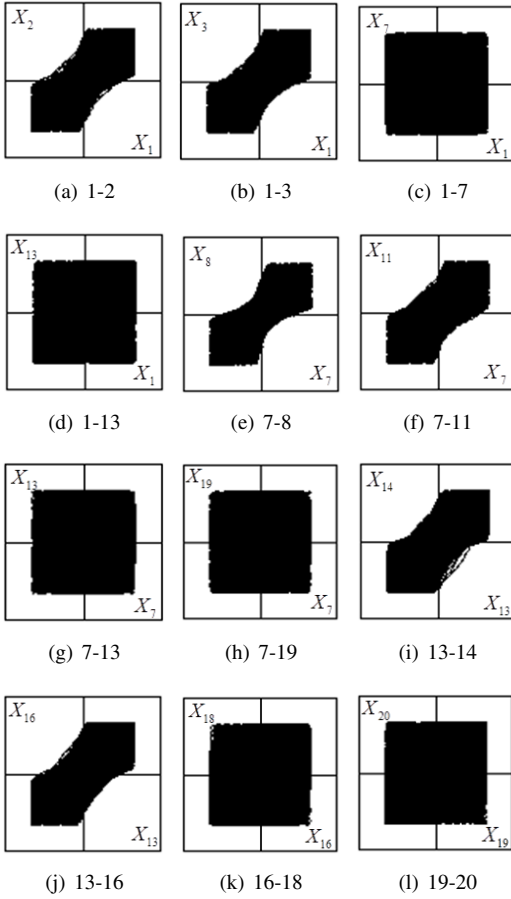 X₂
X₁
(a) 1-2
X₃
X₁
(b) 1-3
X₇
X₁
(c) 1-7
X₁₃
X₁
(d) 1-13
X₈
X₇
(e) 7-8
X₁₁
X₇
(f) 7-11
X₁₃
X₇
(g) 7-13
X₁₉
X₇
(h) 7-19
X₁₄
X₁₃
(i) 13-14
X₁₆
X₁₃
(j) 13-16
X₁₈
X₁₆
(k) 16-18
X₂₀
X₁₉
(l) 19-20